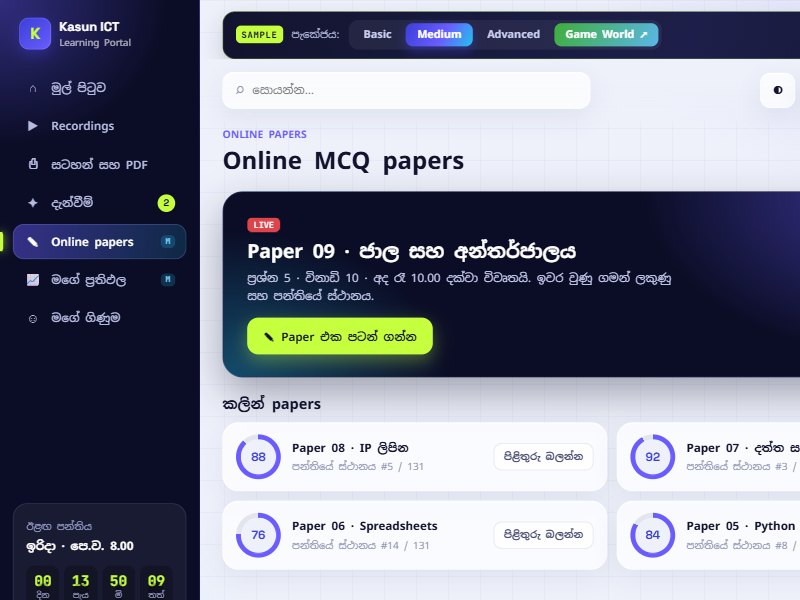 K
Kasun ICT
Learning Portal
මුල් පිටුව
Recordings
සටහන් සහ PDF
දැන්වීම් 2
Online papers M
මගේ ප්‍රතිඵල M
මගේ ගිණුම
ඊළඟ පන්තිය
ඉරිදා · පෙ.ව. 8.00
00 13 50 09
දින පැය මි තත්
SAMPLE පැකේජය: Basic Medium Advanced Game World ↗
සොයන්න...
ONLINE PAPERS
Online MCQ papers
LIVE
Paper 09 · ජාල සහ අන්තර්ජාලය
ප්‍රශ්න 5 · විනාඩි 10 · අද රෑ 10.00 දක්වා විවෘතයි. ඉවර වුණු ගමන් ලකුණු
සහ පන්තියේ ස්ථානය.
Paper එක පටන් ගන්න
කලින් papers
88 Paper 08 · IP ලිපින
පන්තියේ ස්ථානය #5 / 131
පිළිතුරු බලන්න
92 Paper 07 · දත්ත ස
පන්තියේ ස්ථානය #3 /
76 Paper 06 · Spreadsheets
පන්තියේ ස්ථානය #14 / 131
පිළිතුරු බලන්න
84 Paper 05 · Python
පන්තියේ ස්ථානය #8 /